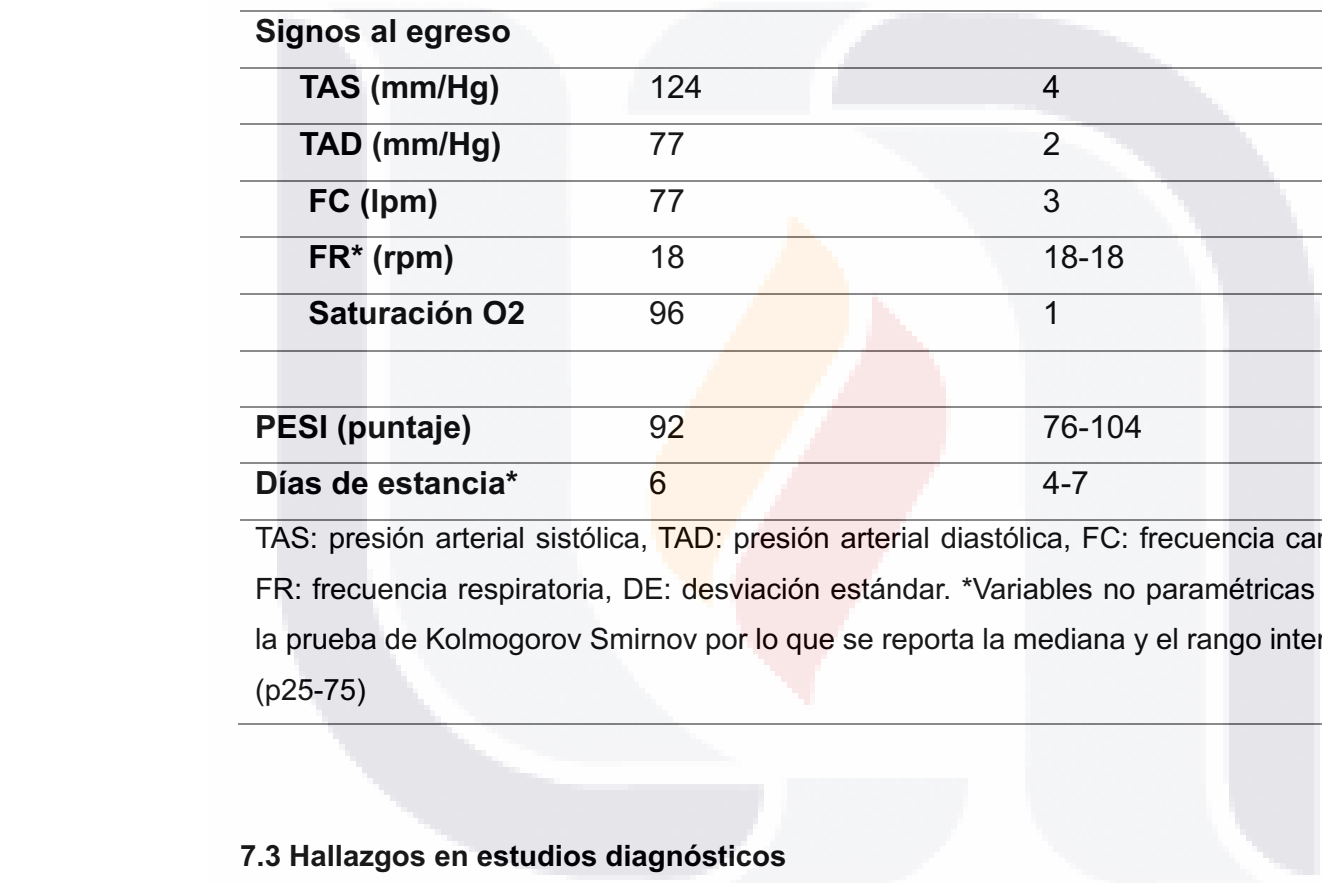 Signos al egreso
TAS (mm/Hg) 124 4
TAD (mm/Hg) 77 2
FC (lpm) 77 3
FR* (rpm) 18 18-18
Saturación O2 96 1
PESI (puntaje) 92 76-104
Días de estancia* 6 4-7
TAS: presión arterial sistólica, TAD: presión arterial diastólica, FC: frecuencia
FR: frecuencia respiratoria, DE: desviación estándar. *Variables no paramétricas
la prueba de Kolmogorov Smirnov por lo que se reporta la mediana y el rango
(p25-75)
7.3 Hallazgos en estudios diagnósticos